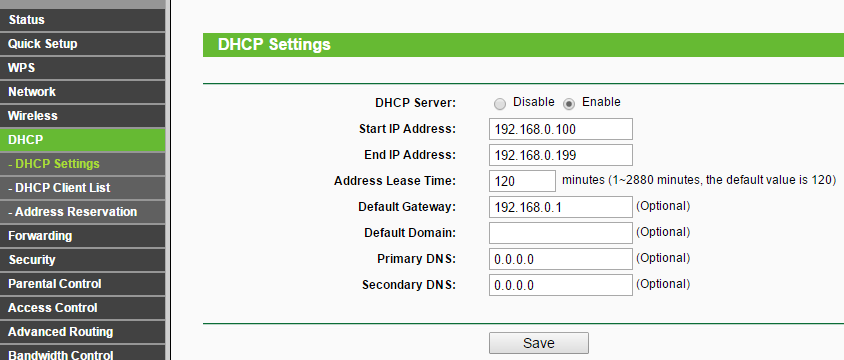 Status
Quick Setup
WPS
Network
Wireless
DHCP
- DHCP Settings
- DHCP Client List
- Address Reservation
Forwarding
Security
Parental Control
Access Control
Advanced Routing
Bandwidth Control
DHCP Settings
DHCP Server: Disable Enable
Start IP Address: 192.168.0.100
End IP Address: 192.168.0.199
Address Lease Time: 120 minutes (1~2880 minutes, the default value is 120)
Default Gateway: 192.168.0.1 (Optional)
Default Domain: (Optional)
Primary DNS: 0.0.0.0 (Optional)
Secondary DNS: 0.0.0.0 (Optional)
Save